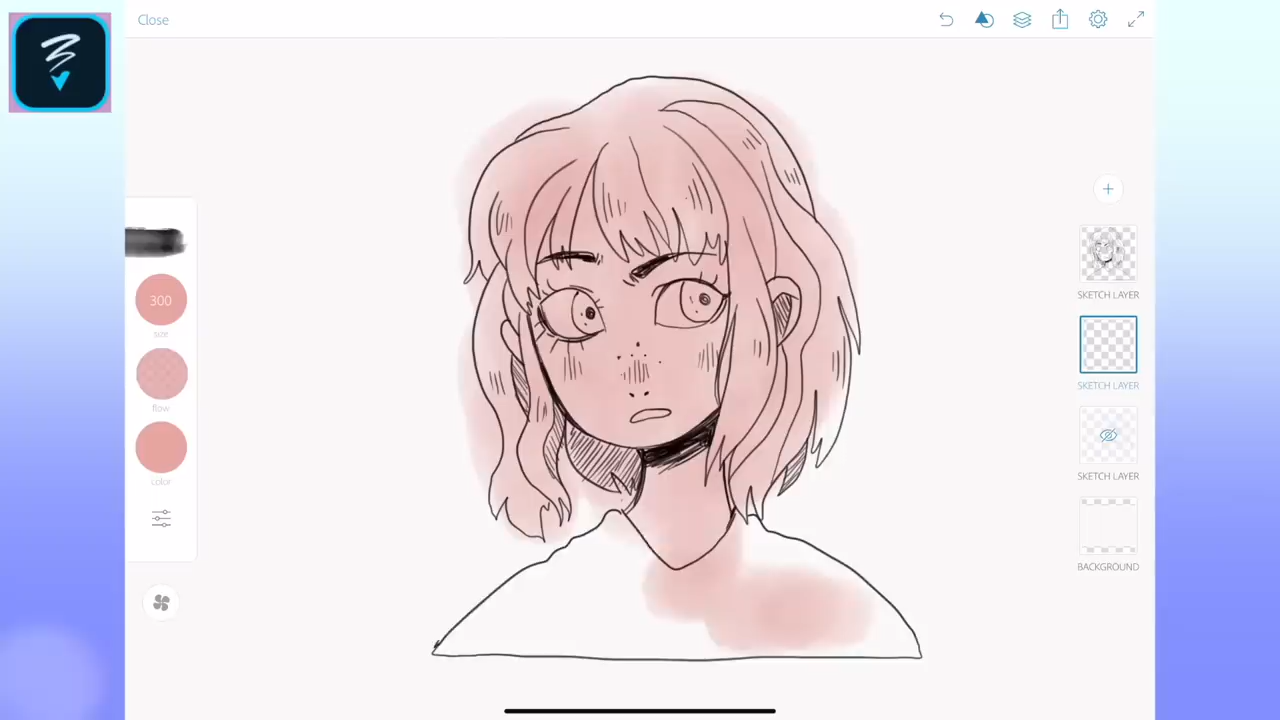 Close
300
size
flow
color
SKETCH LAYER
SKETCH LAYER
SKETCH LAYER
BACKGROUND